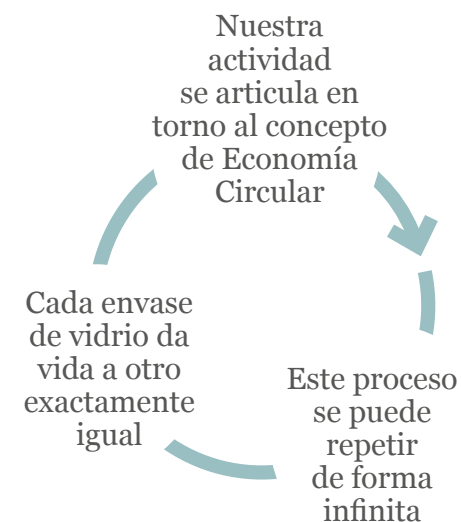 Nuestra
actividad
se articula en
torno al concepto
de Economía
Circular
Este proceso
se puede
repetir
de forma
infinita
Cada envase
de vidrio da
vida a otro
exactamente
igual